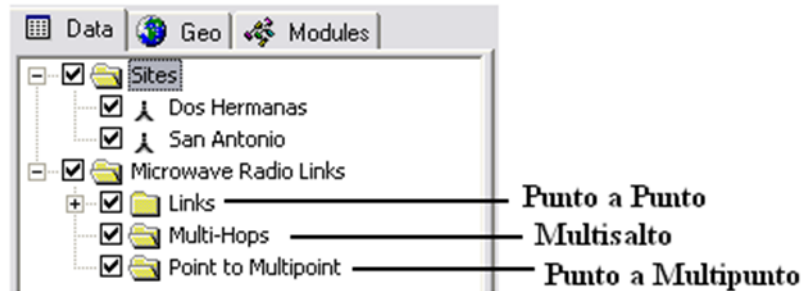 Data Geo Modules
Sites
Dos Hermanas
San Antonio
Microwave Radio Links
Links Punto a Punto
Multi-Hops Multisalto
Point to Multipoint Punto a Multipunto